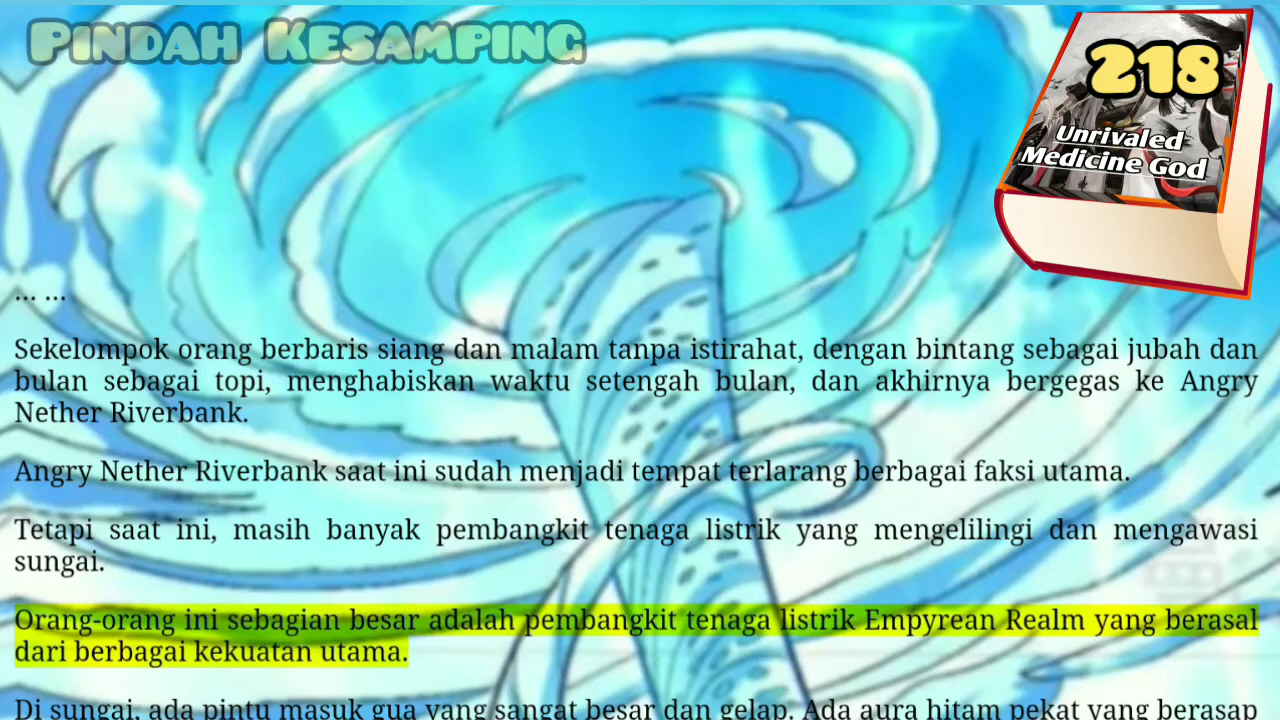 Pindah Kesamping
218
Unrivaled
Medicine God
... ...
Sekelompok orang berbaris siang dan malam tanpa istirahat, dengan bintang sebagai jubah dan
bulan sebagai topi, menghabiskan waktu setengah bulan, dan akhirnya bergegas ke Angry
Nether Riverbank.
Angry Nether Riverbank saat ini sudah menjadi tempat terlarang berbagai faksi utama.
Tetapi saat ini, masih banyak pembangkit tenaga listrik yang mengelilingi dan mengawasi
sungai.
Orang-orang ini sebagian besar adalah pembangkit tenaga listrik Empyrean Realm yang berasal
dari berbagai kekuatan utama.
Di sungai, ada pintu masuk gua yang sangat besar dan gelap. Ada aura hitam pekat yang berasap